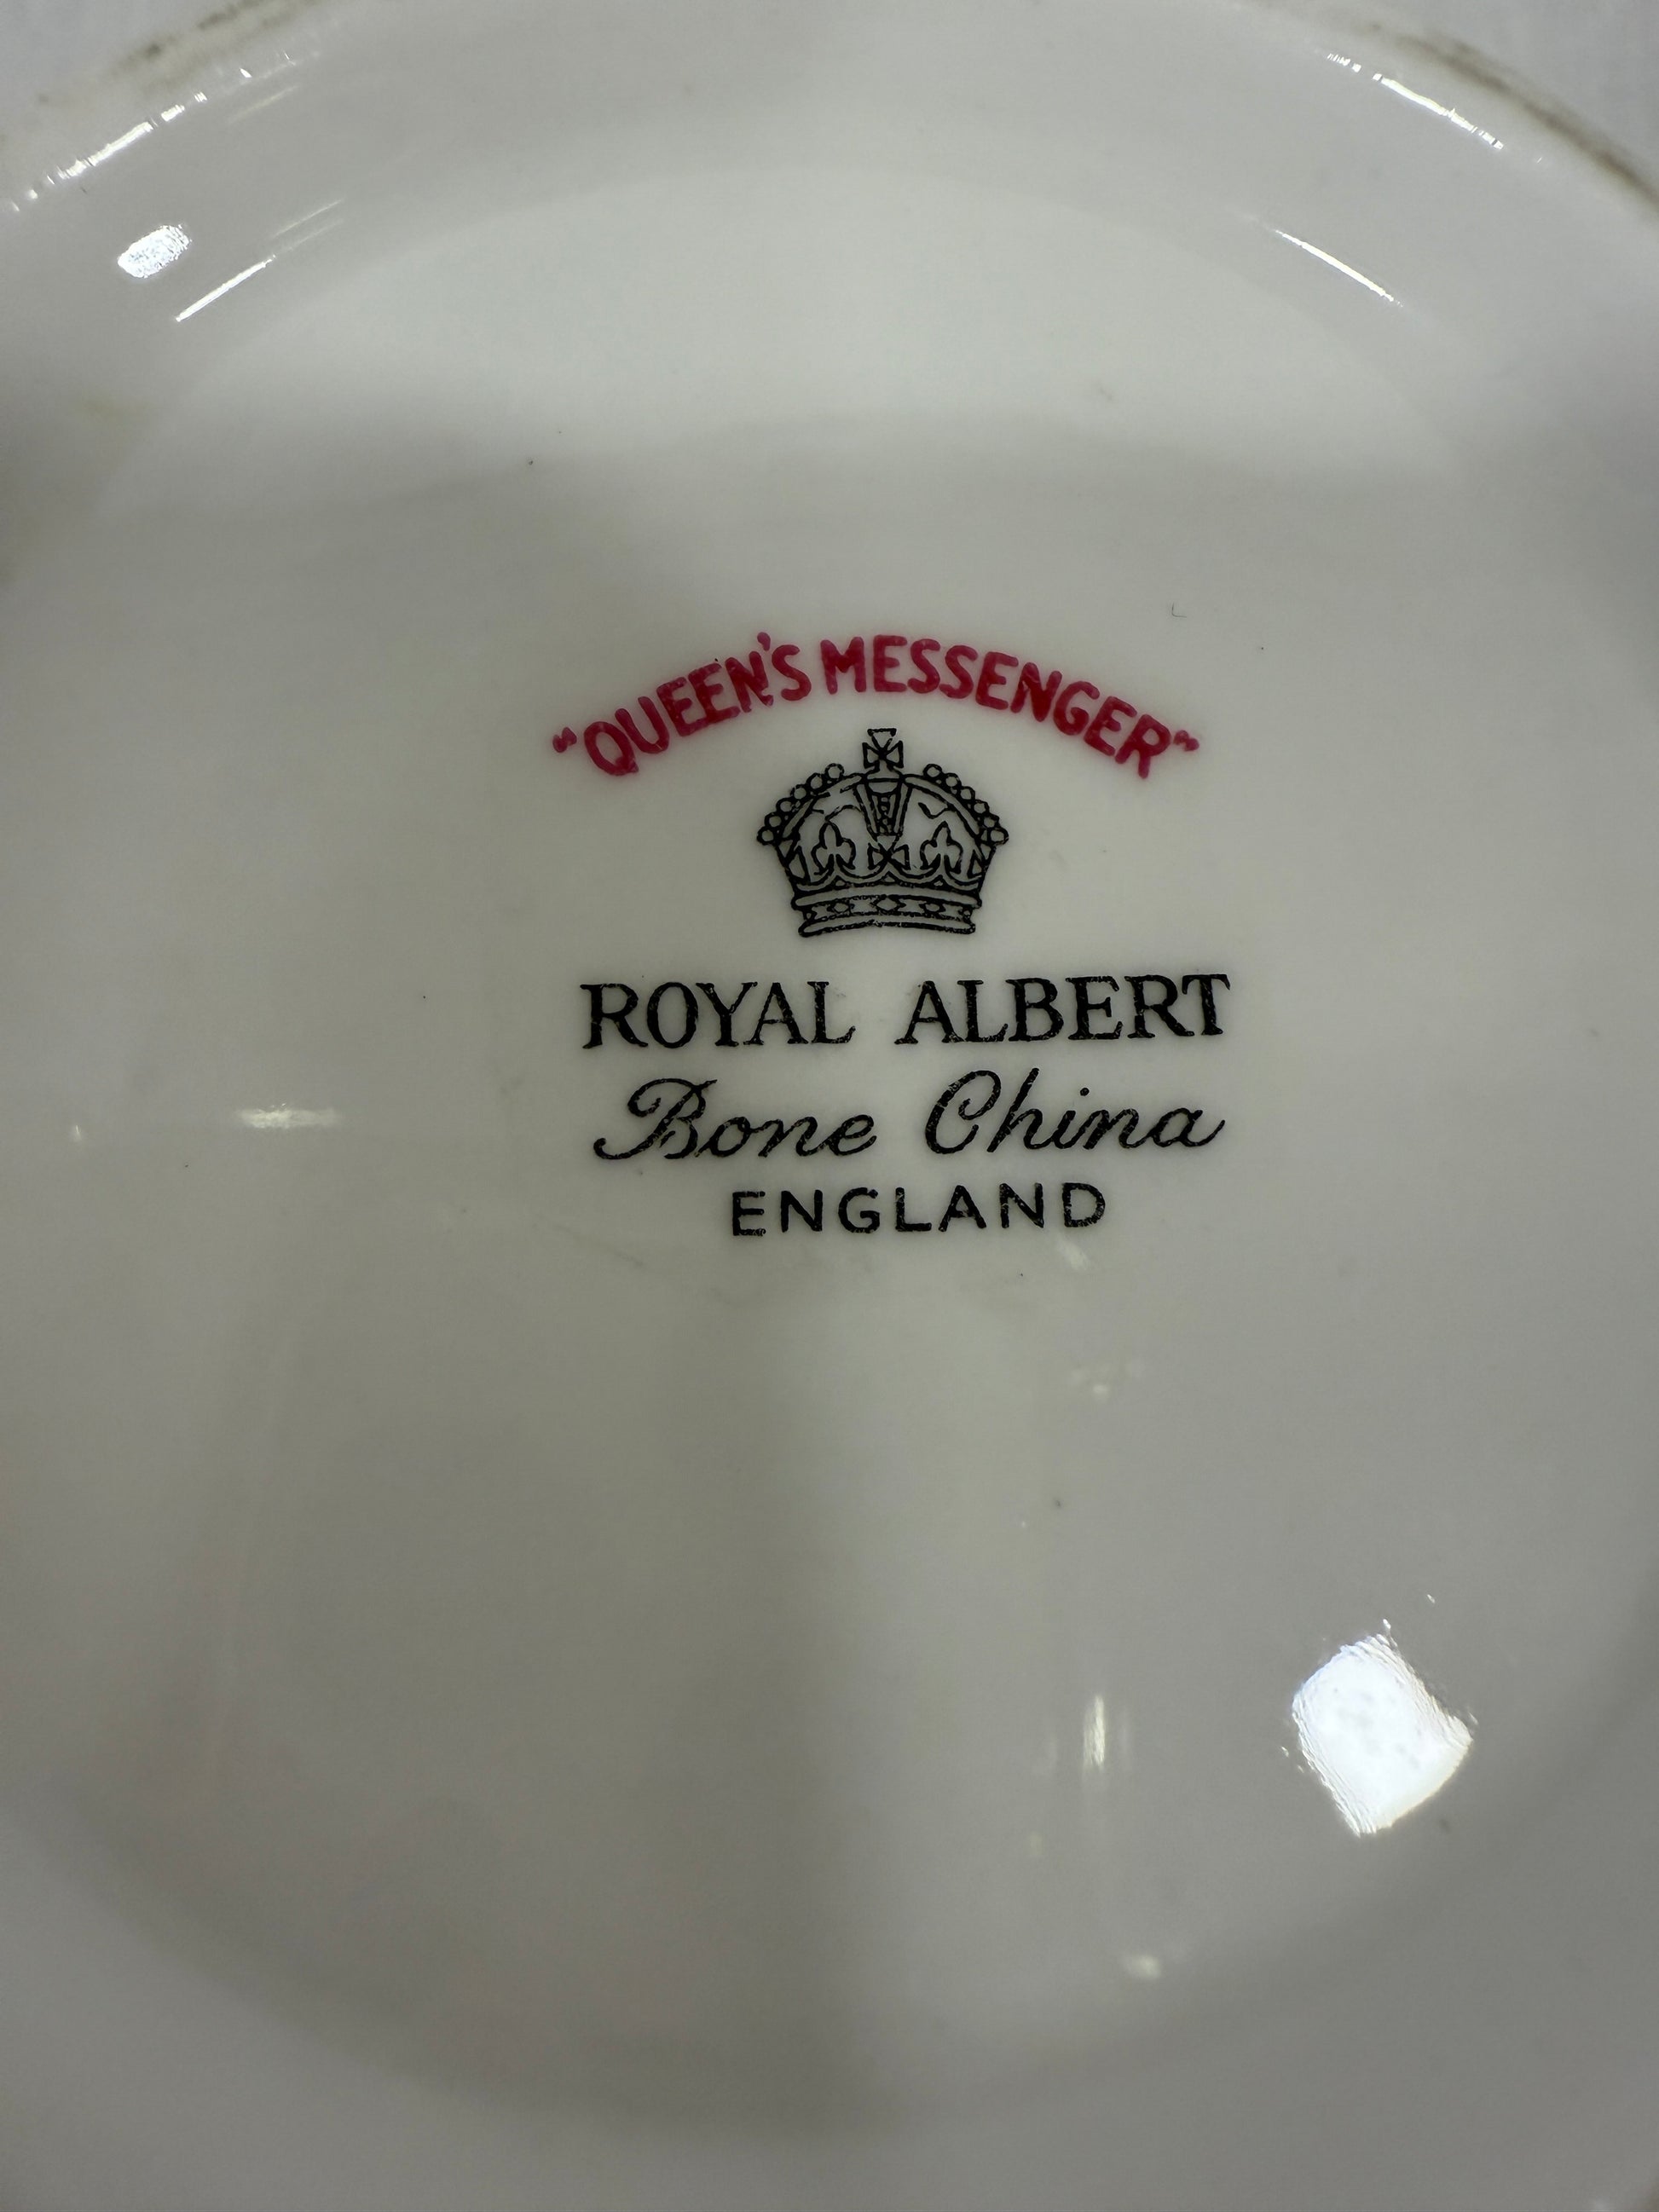 “QUEEN'S MESSENGER”
ROYAL ALBERT
Bone China
ENGLAND